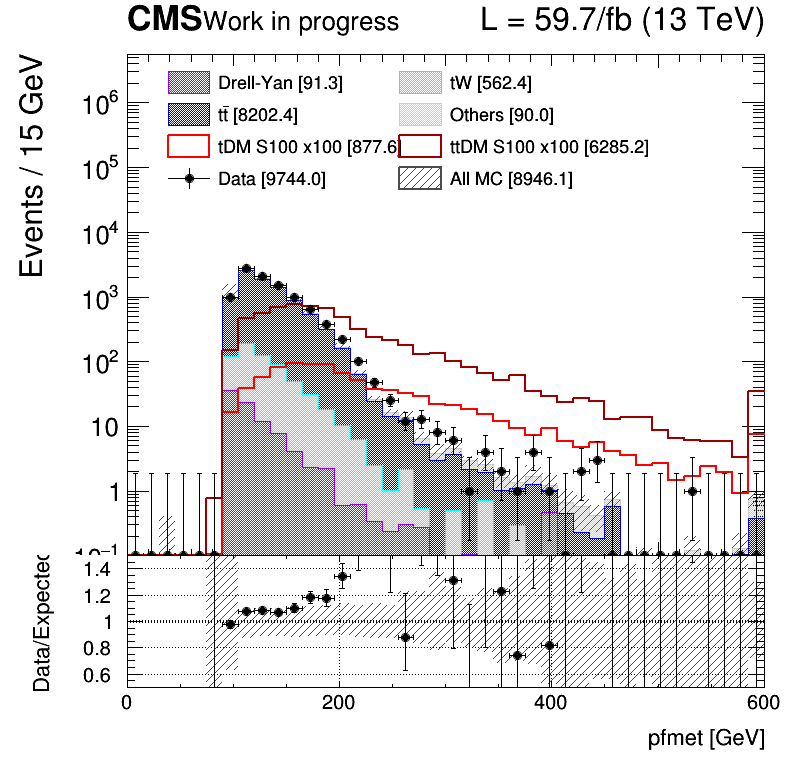 CMS Work in progress L = 59.7/fb (13 TeV)
Events / 15 GeV
10⁶
10⁵
10⁴
10³
10²
10
1
10⁻¹
Drell-Yan [91.3] tW [562.4]
tt̄ [8202.4] Others [90.0]
tDM S100 x100 [877.6] ttDM S100 x100 [6285.2]
Data [9744.0] All MC [8946.1]
Data/Expected
1.4
1.2
1
0.8
0.6
0 200 400 600
pfmet [GeV]